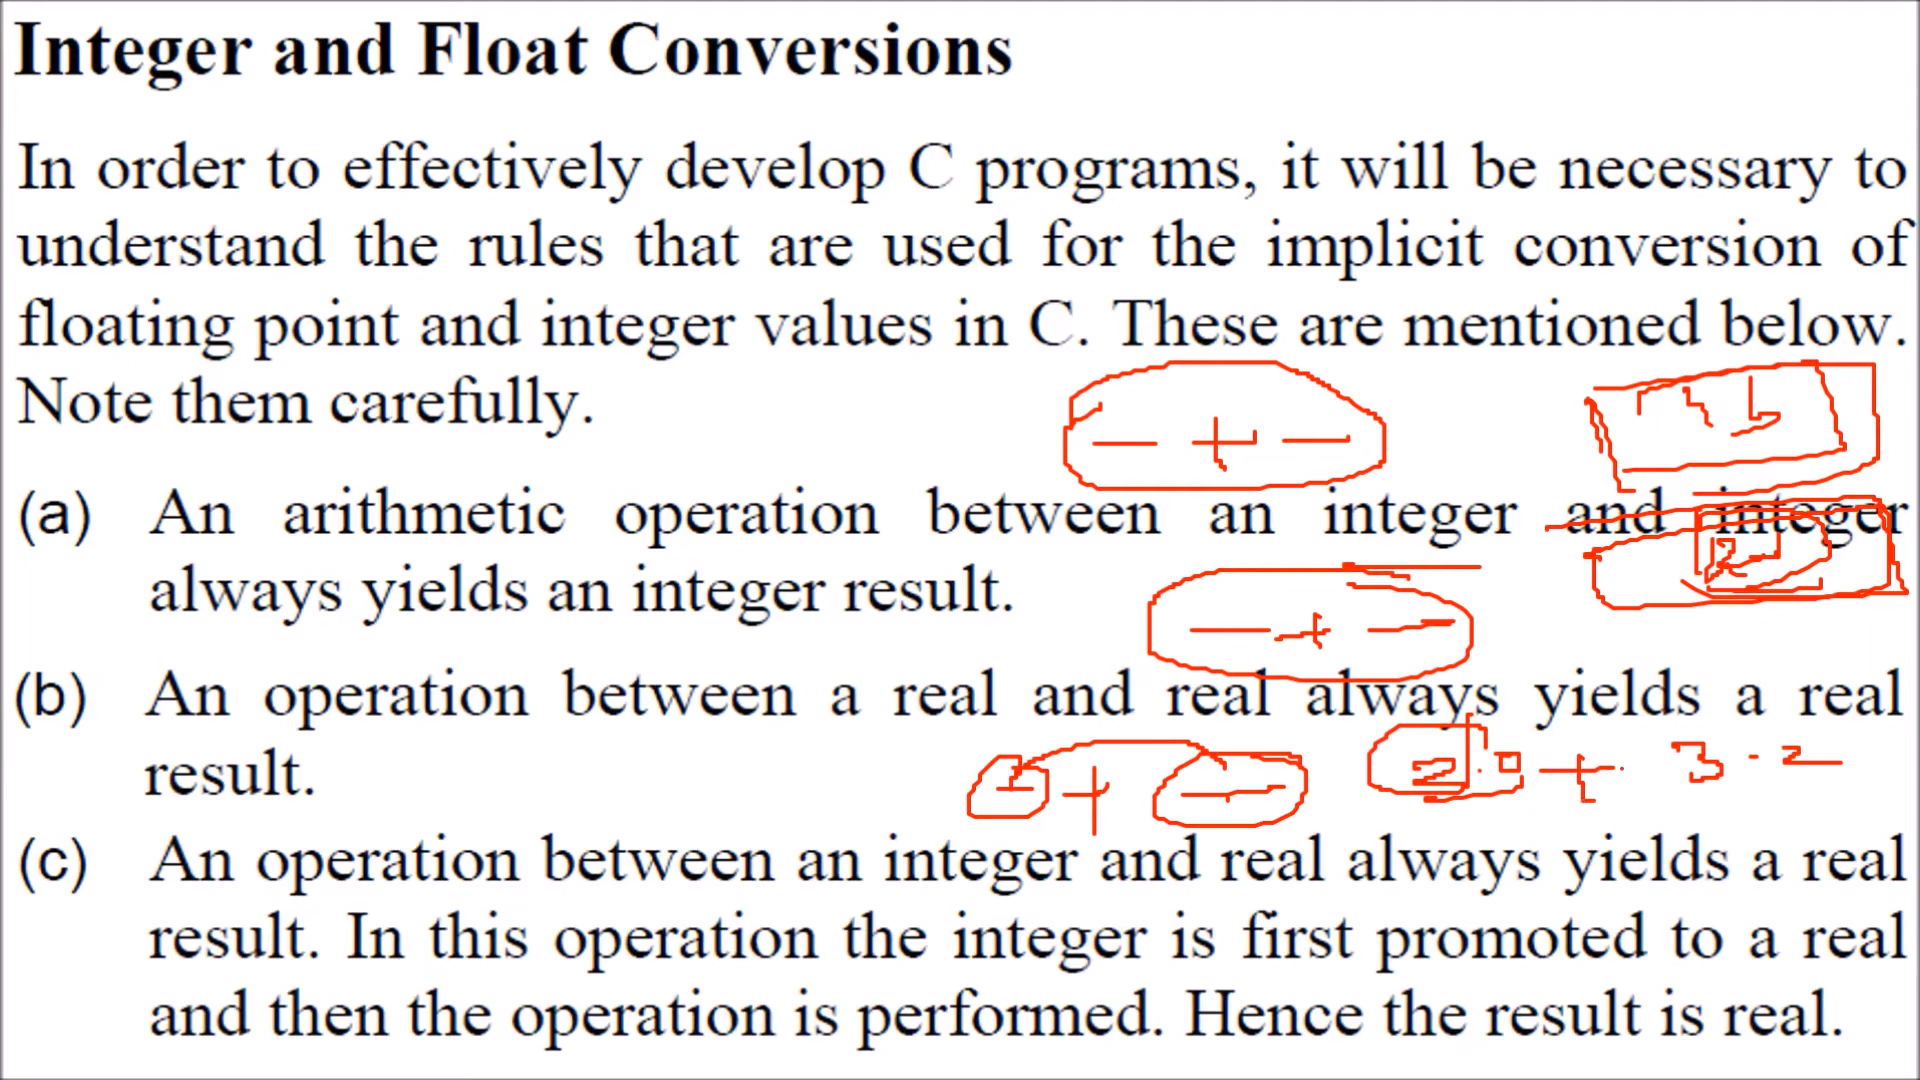 Integer and Float Conversions
In order to effectively develop C programs, it will be necessary to
understand the rules that are used for the implicit conversion of
floating point and integer values in C. These are mentioned below.
Note them carefully.
(a) An arithmetic operation between an integer and integer
always yields an integer result.
(b) An operation between a real and real always yields a real
result.
2.0 + 3.2
(c) An operation between an integer and real always yields a real
result. In this operation the integer is first promoted to a real
and then the operation is performed. Hence the result is real.